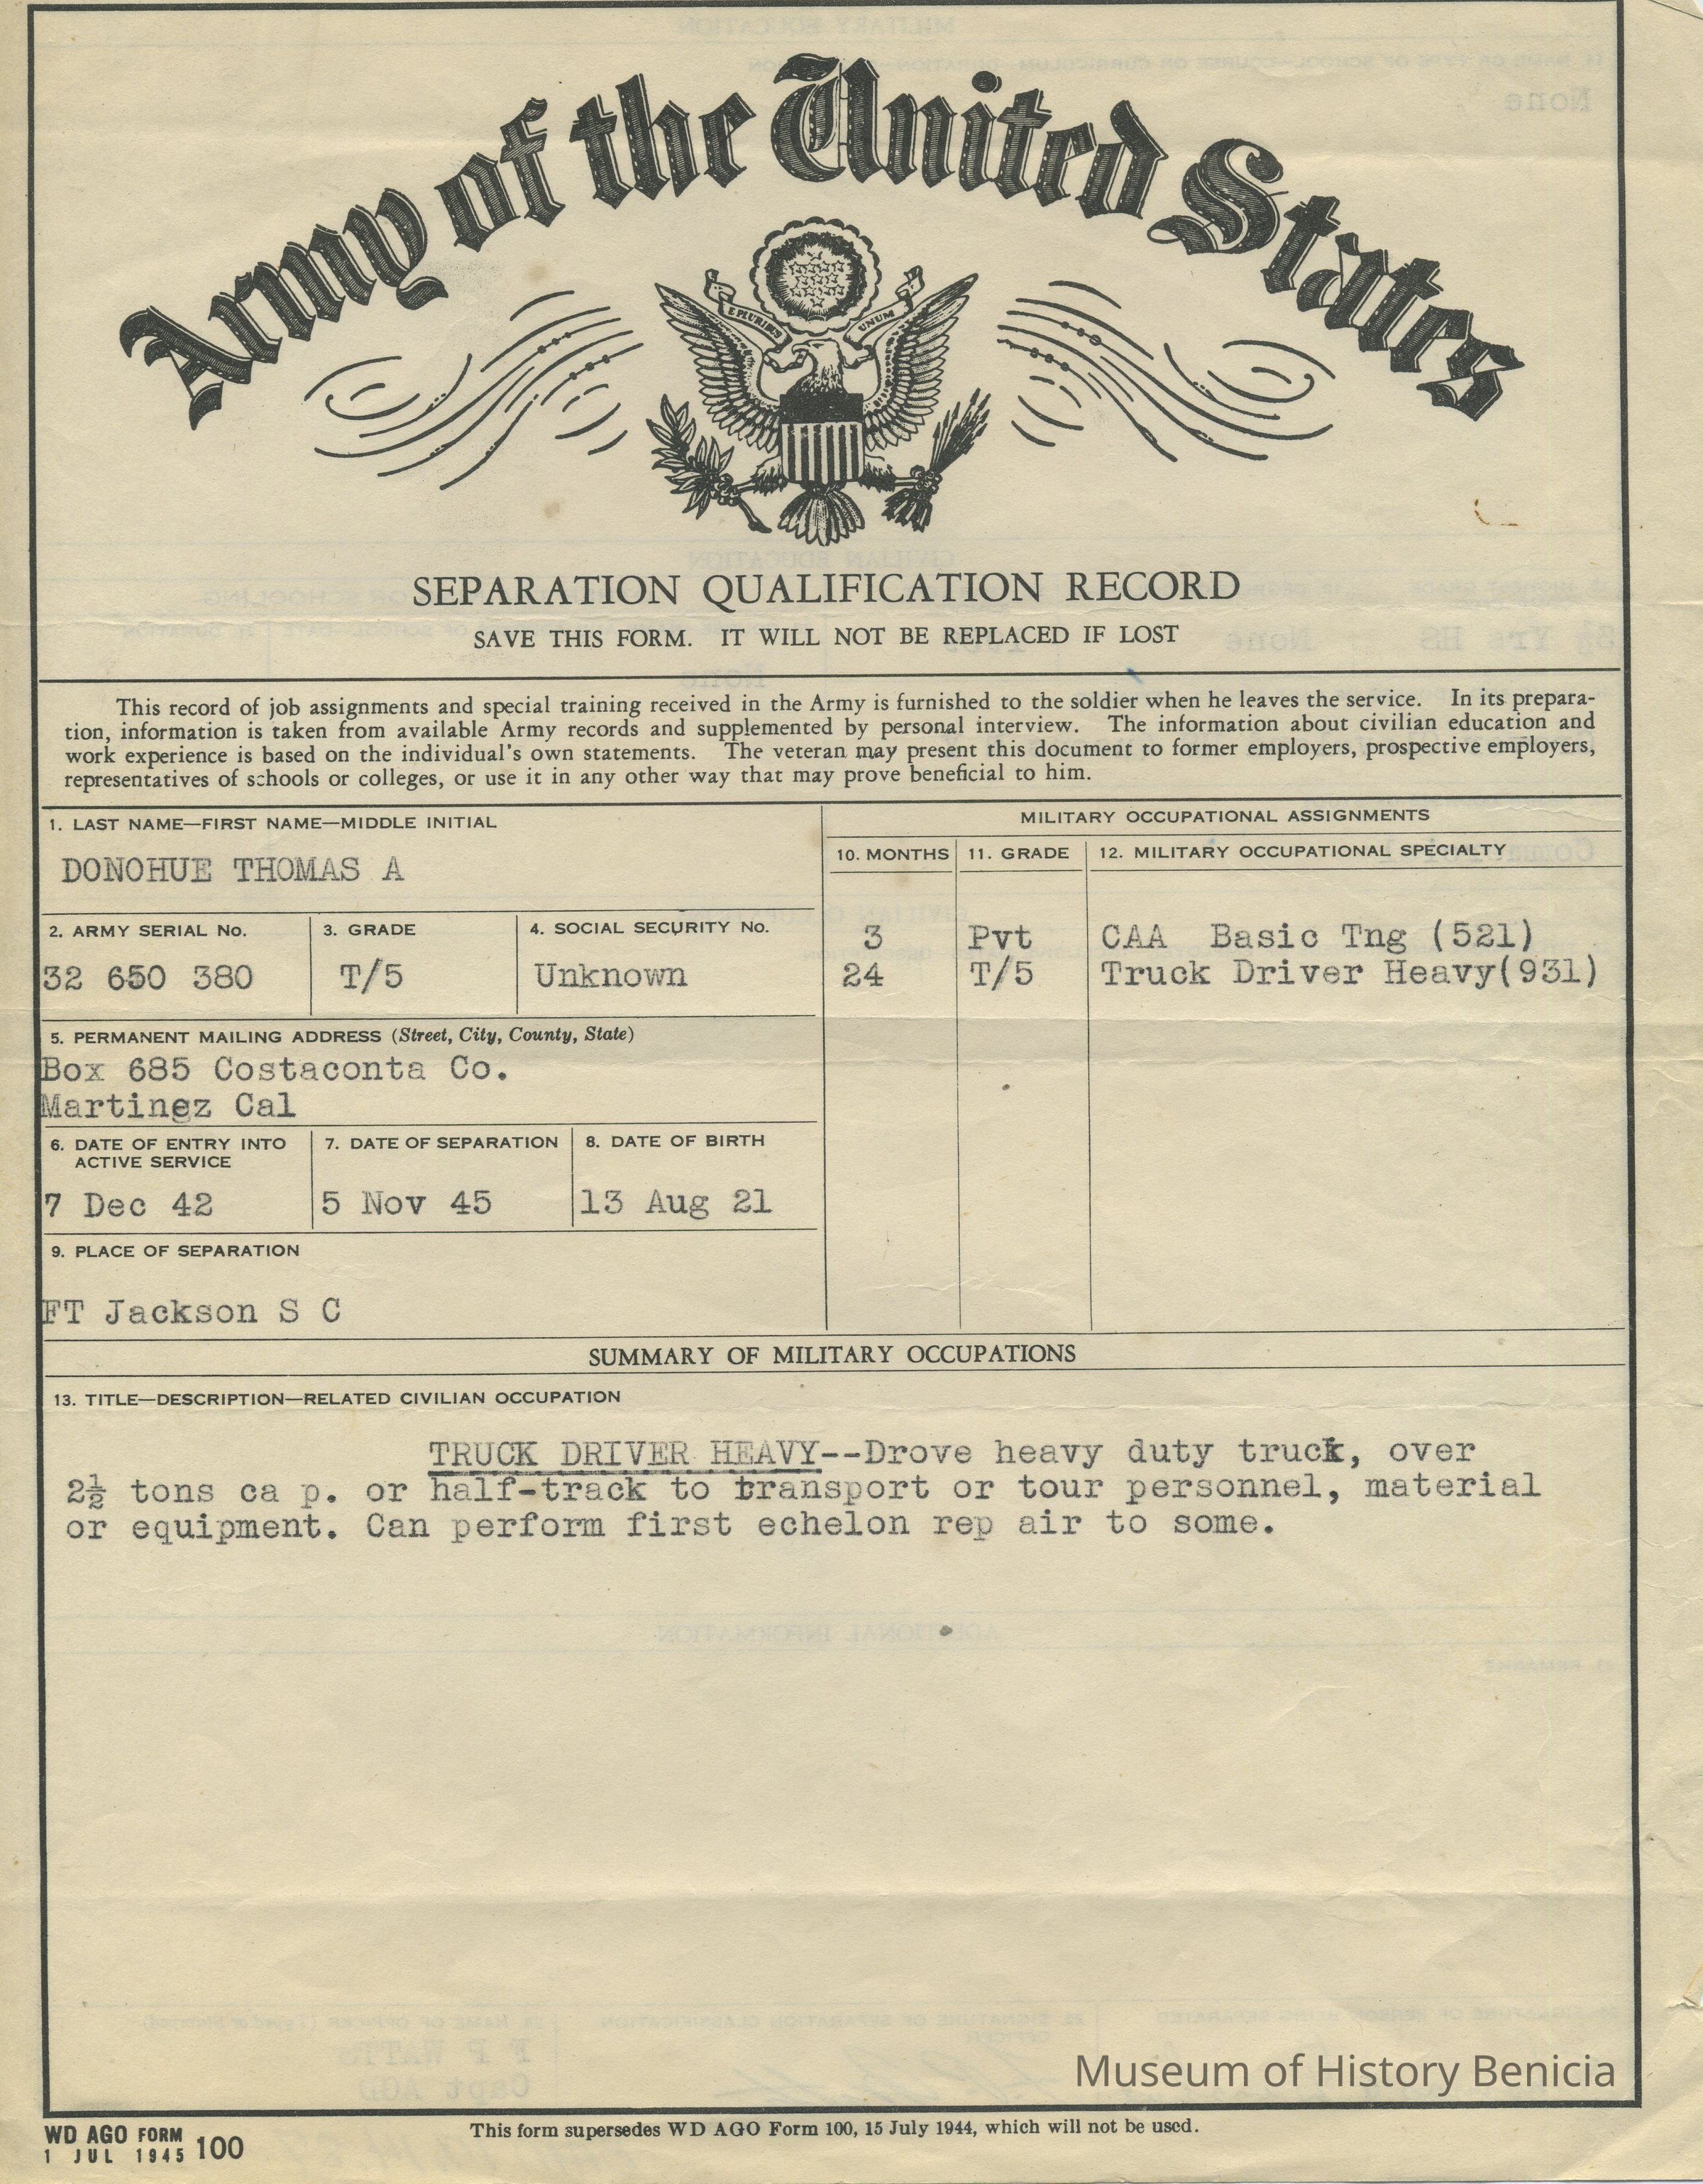 Army of the United States
E PLURIBUS UNUM
SEPARATION QUALIFICATION RECORD
SAVE THIS FORM. IT WILL NOT BE REPLACED IF LOST
This record of job assignments and special training received in the Army is furnished to the soldier when he leaves the service. In its prepara-
tion, information is taken from available Army records and supplemented by personal interview. The information about civilian education and
work experience is based on the individual's own statements. The veteran may present this document to former employers, prospective employers,
representatives of schools or colleges, or use it in any other way that may prove beneficial to him.
1. LAST NAME—FIRST NAME—MIDDLE INITIAL
DONOHUE THOMAS A
2. ARMY SERIAL No.
32 650 380
3. GRADE
T/5
4. SOCIAL SECURITY No.
Unknown
5. PERMANENT MAILING ADDRESS (Street, City, County, State)
Box 685 Costaconta Co.
Martinez Cal
6. DATE OF ENTRY INTO
ACTIVE SERVICE
7 Dec 42
7. DATE OF SEPARATION
5 Nov 45
8. DATE OF BIRTH
13 Aug 21
9. PLACE OF SEPARATION
FT Jackson S C
MILITARY OCCUPATIONAL ASSIGNMENTS
10. MONTHS 11. GRADE 12. MILITARY OCCUPATIONAL SPECIALTY
3 Pvt CAA Basic Tng (521)
24 T/5 Truck Driver Heavy(931)
SUMMARY OF MILITARY OCCUPATIONS
13. TITLE—DESCRIPTION—RELATED CIVILIAN OCCUPATION
TRUCK DRIVER HEAVY--Drove heavy duty truck, over
2½ tons ca p. or half-track to transport or tour personnel, material
or equipment. Can perform first echelon rep air to some.
Museum of History Benicia
WD AGO FORM 100
1 JUL 1945
This form supersedes WD AGO Form 100, 15 July 1944, which will not be used.